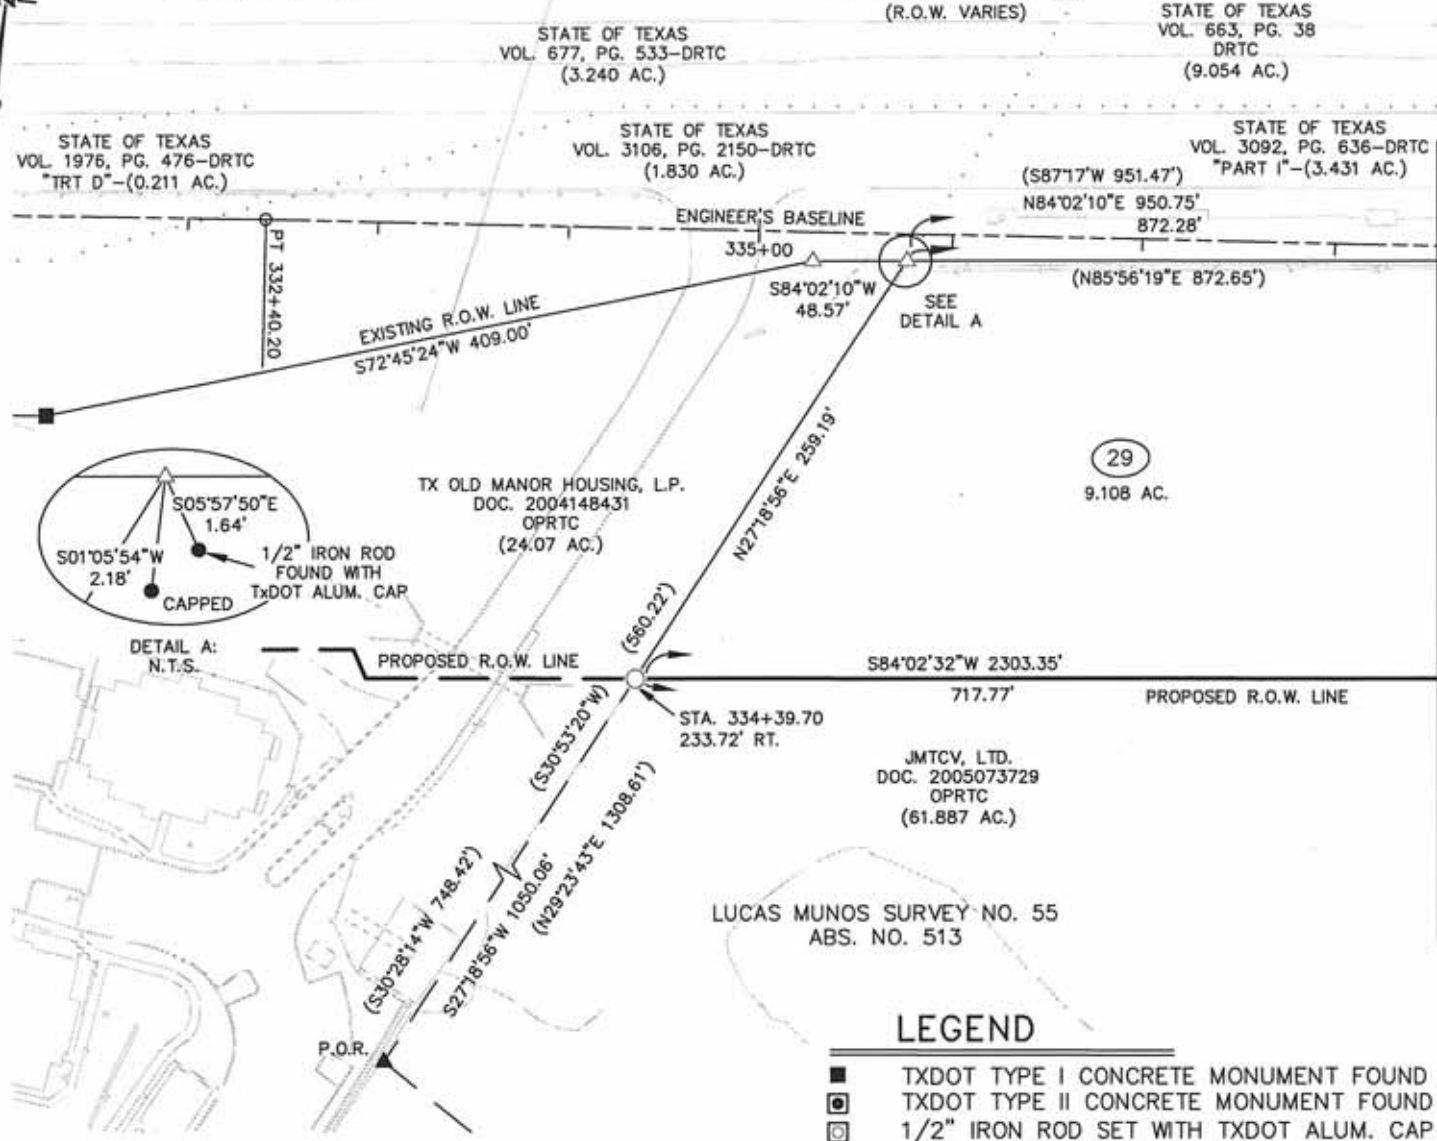 (R.O.W. VARIES)
STATE OF TEXAS
VOL. 663, PG. 38
DRTC
(9.054 AC.)
STATE OF TEXAS
VOL. 677, PG. 533-DRTC
(3.240 AC.)
STATE OF TEXAS
VOL. 1976, PG. 476-DRTC
"TRT D"-(0.211 AC.)
STATE OF TEXAS
VOL. 3106, PG. 2150-DRTC
(1.830 AC.)
STATE OF TEXAS
VOL. 3092, PG. 636-DRTC
"PART I"-(3.431 AC.)
(S87°17'W 951.47')
N84°02'10"E 950.75'
872.28'
ENGINEER'S BASELINE
335+00
PT 332+40.20
S84°02'10"W
48.57'
(N85°56'19"E 872.65')
SEE
DETAIL A
EXISTING R.O.W. LINE
S72°45'24"W 409.00'
N27°18'56"E 259.19'
29
9.108 AC.
TX OLD MANOR HOUSING, L.P.
DOC. 2004148431
OPRTC
(24.07 AC.)
S05°57'50"E
1.64'
S01°05'54"W
2.18'
1/2" IRON ROD
FOUND WITH
TxDOT ALUM. CAP
CAPPED
DETAIL A:
N.T.S.
(560.22')
PROPOSED R.O.W. LINE
S84°02'32"W 2303.35'
717.77'
PROPOSED R.O.W. LINE
STA. 334+39.70
233.72' RT.
(S30°53'20"W)
JMTCV, LTD.
DOC. 2005073729
OPRTC
(61.887 AC.)
(S30°28'14"W 748.42')
S27°18'56"W 1050.06'
(N29°23'43"E 1308.61')
LUCAS MUNOS SURVEY NO. 55
ABS. NO. 513
P.O.R.
LEGEND
TXDOT TYPE I CONCRETE MONUMENT FOUND
TXDOT TYPE II CONCRETE MONUMENT FOUND
1/2" IRON ROD SET WITH TXDOT ALUM. CAP